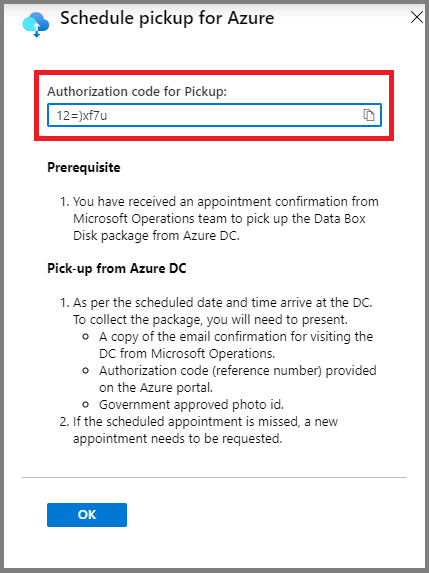 Schedule pickup for Azure
Authorization code for Pickup:
12=)xf7u
Prerequisite
1. You have received an appointment confirmation from
Microsoft Operations team to pick up the Data Box
Disk package from Azure DC.
Pick-up from Azure DC
1. As per the scheduled date and time arrive at the DC.
To collect the package, you will need to present.
A copy of the email confirmation for visiting the
DC from Microsoft Operations.
Authorization code (reference number) provided
on the Azure portal.
Government approved photo id.
2. If the scheduled appointment is missed, a new
appointment needs to be requested.
OK